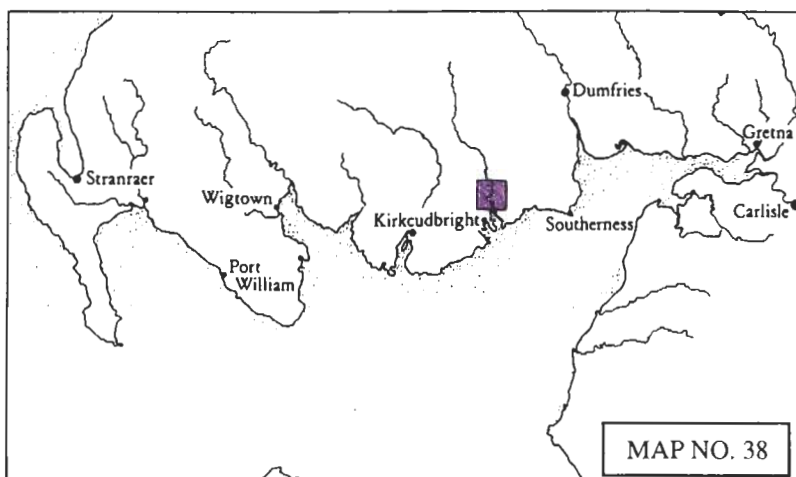 Dumfries
Gretna
Stranraer
Wigtown
Kirkcudbright
Southerness
Carlisle
Port
William
MAP NO. 38